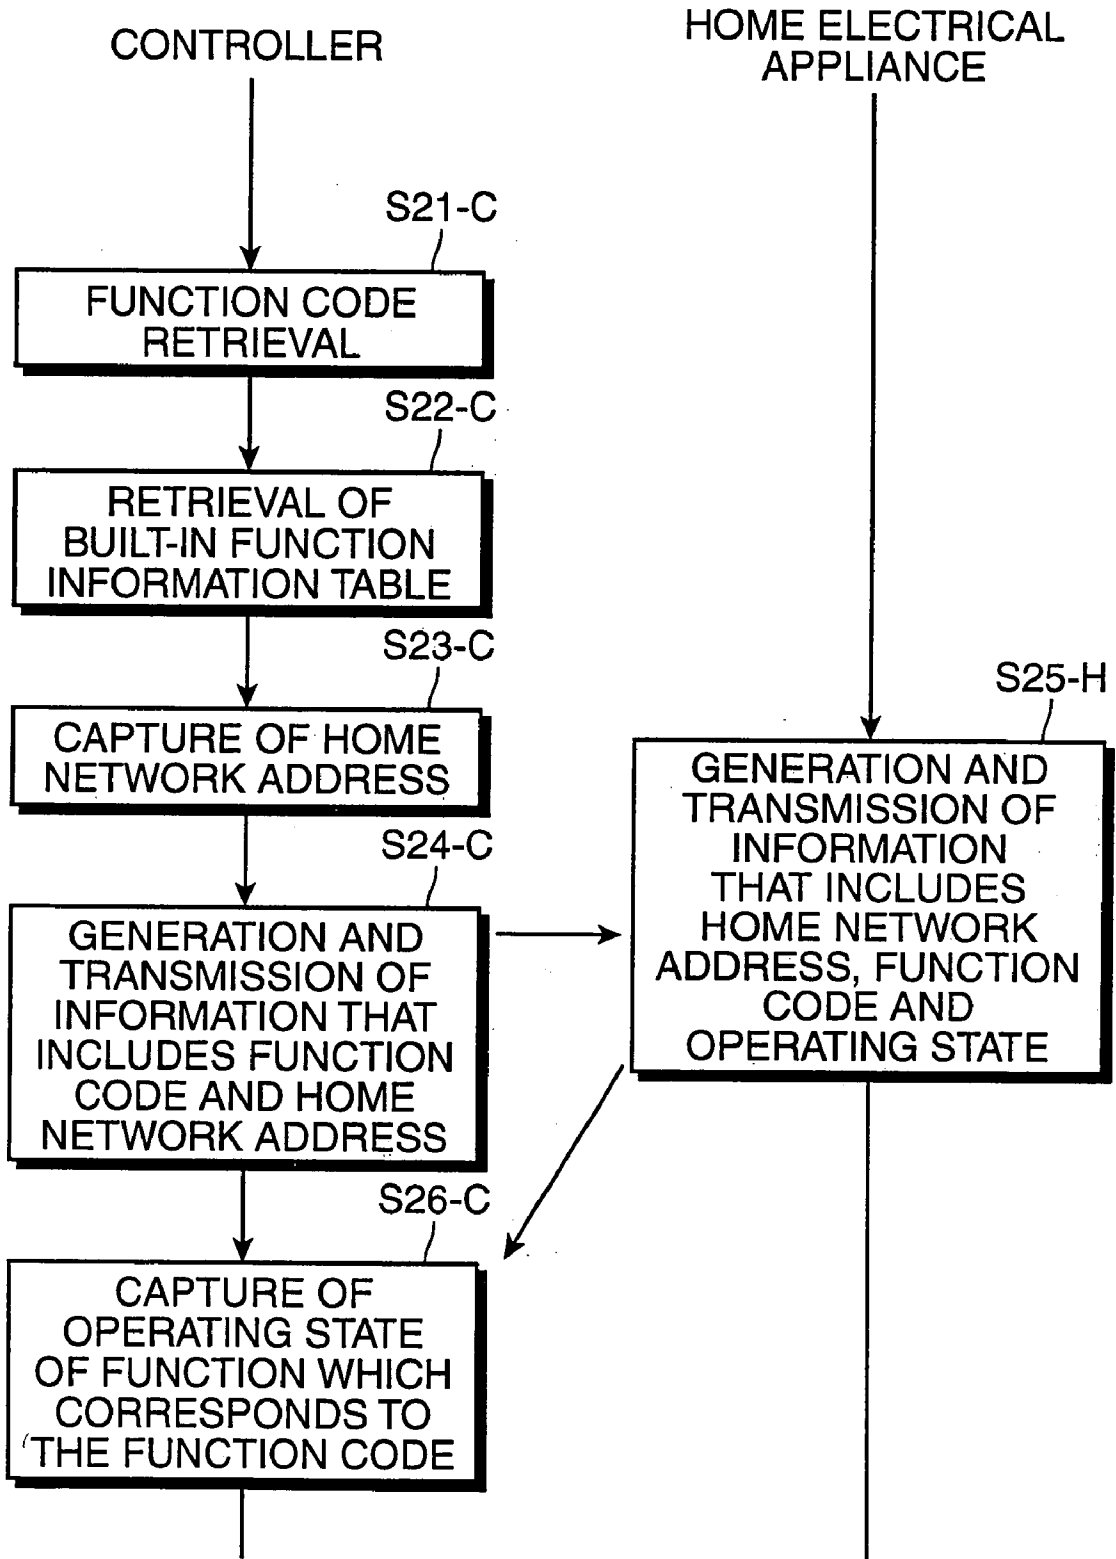 CONTROLLER
HOME ELECTRICAL
APPLIANCE
S21-C
FUNCTION CODE
RETRIEVAL
S22-C
RETRIEVAL OF
BUILT-IN FUNCTION
INFORMATION TABLE
S23-C
CAPTURE OF HOME
NETWORK ADDRESS
S24-C
GENERATION AND
TRANSMISSION OF
INFORMATION THAT
INCLUDES FUNCTION
CODE AND HOME
NETWORK ADDRESS
S25-H
GENERATION AND
TRANSMISSION OF
INFORMATION
THAT INCLUDES
HOME NETWORK
ADDRESS, FUNCTION
CODE AND
OPERATING STATE
S26-C
CAPTURE OF
OPERATING STATE
OF FUNCTION WHICH
CORRESPONDS TO
THE FUNCTION CODE